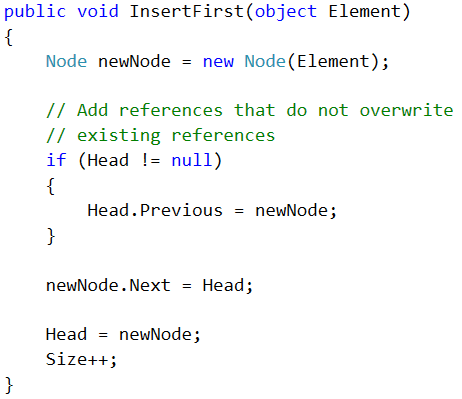 public void InsertFirst(object Element)
{
    Node newNode = new Node(Element);

    // Add references that do not overwrite
    // existing references
    if (Head != null)
    {
        Head.Previous = newNode;
    }

    newNode.Next = Head;

    Head = newNode;
    Size++;
}